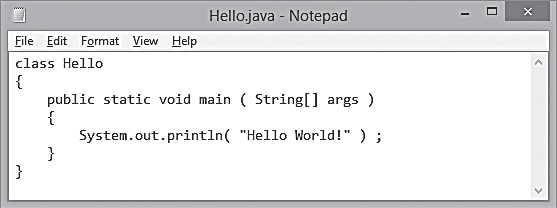 Hello.java - Notepad
File Edit Format View Help
class Hello
{
    public static void main ( String[] args )
    {
        System.out.println( "Hello World!" ) ;
    }
}